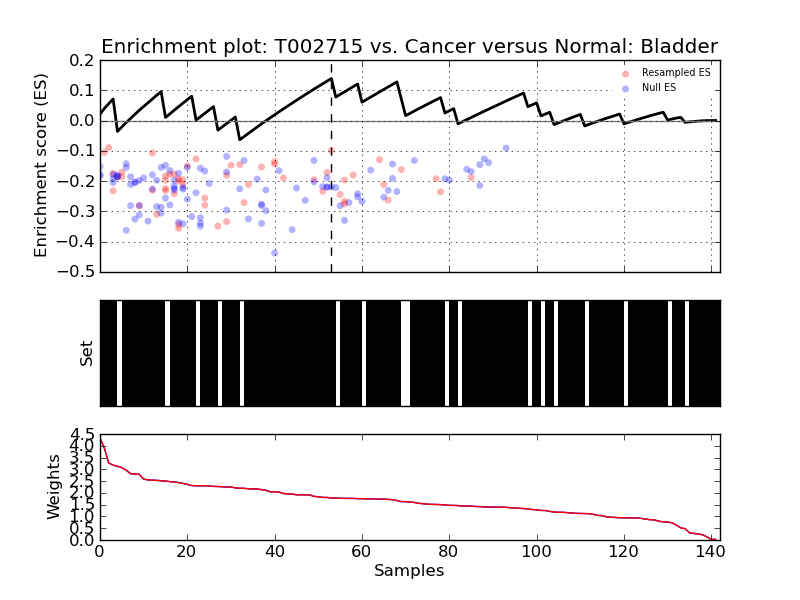 Enrichment plot: T002715 vs. Cancer versus Normal: Bladder
Enrichment score (ES)
0.2
0.1
0.0
−0.1
−0.2
−0.3
−0.4
−0.5
Resampled ES
Null ES
Set
Weights
4.5
4.0
3.5
3.0
2.5
2.0
1.5
1.0
0.5
0.0
0 20 40 60 80 100 120 140
Samples